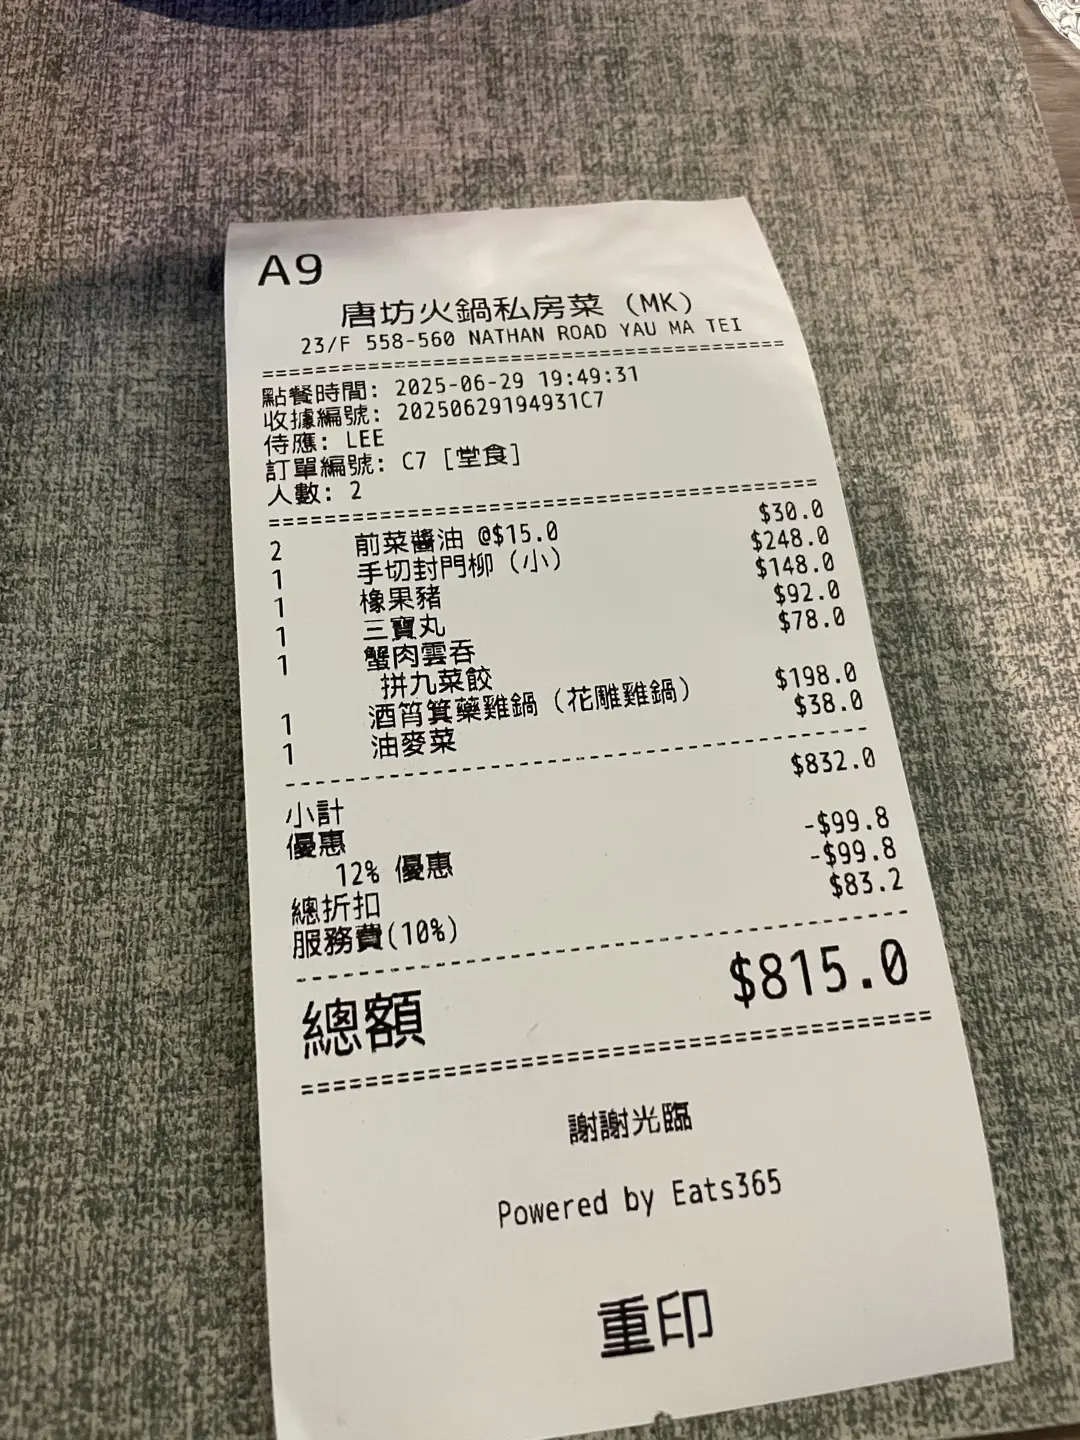 A9
唐坊火鍋私房菜 (MK)
23/F 558-560 NATHAN ROAD YAU MA TEI
點餐時間: 2025-06-29 19:49:31
收據編號: 20250629194931C7
侍應: LEE
訂單編號: C7 [堂食]
人數: 2
2 前菜醬油 @$15.0 $30.0
1 手切封門柳 (小) $248.0
1 橡果豬 $148.0
1 三寶丸 $92.0
1 蟹肉雲吞 $78.0
拼九菜餃
1 酒筲箕藥雞鍋 (花雕雞鍋) $198.0
1 油麥菜 $38.0
小計 $832.0
優惠
12% 優惠 -$99.8
總折扣 -$99.8
服務費(10%) $83.2
總額 $815.0
謝謝光臨
Powered by Eats365
重印